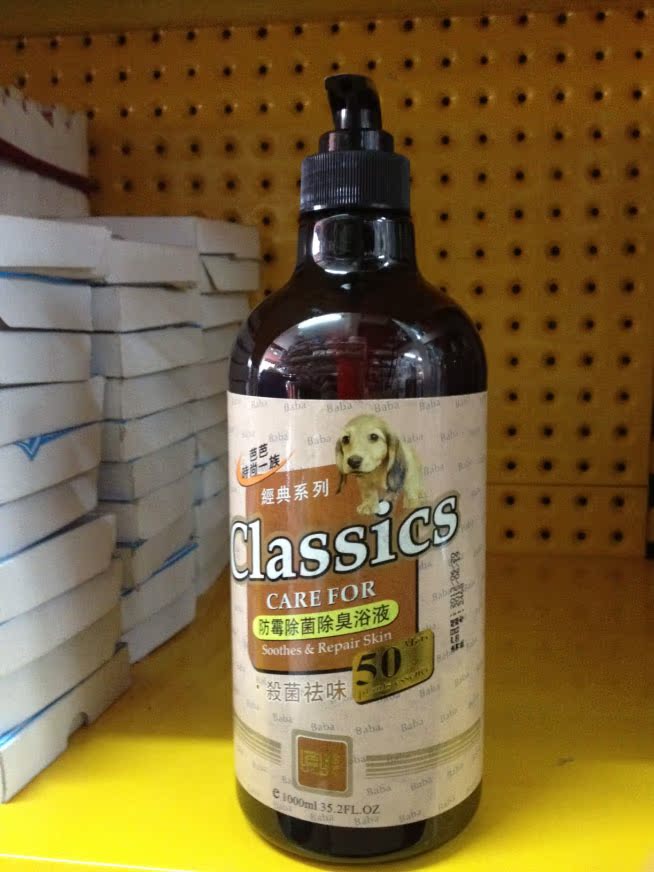 芭芭
時尚一族
經典系列
Classics
CARE FOR
防霉除菌除臭浴液
Soothes & Repair Skin
50
殺菌祛味
e 1000ml 35.2FL.OZ
Baba